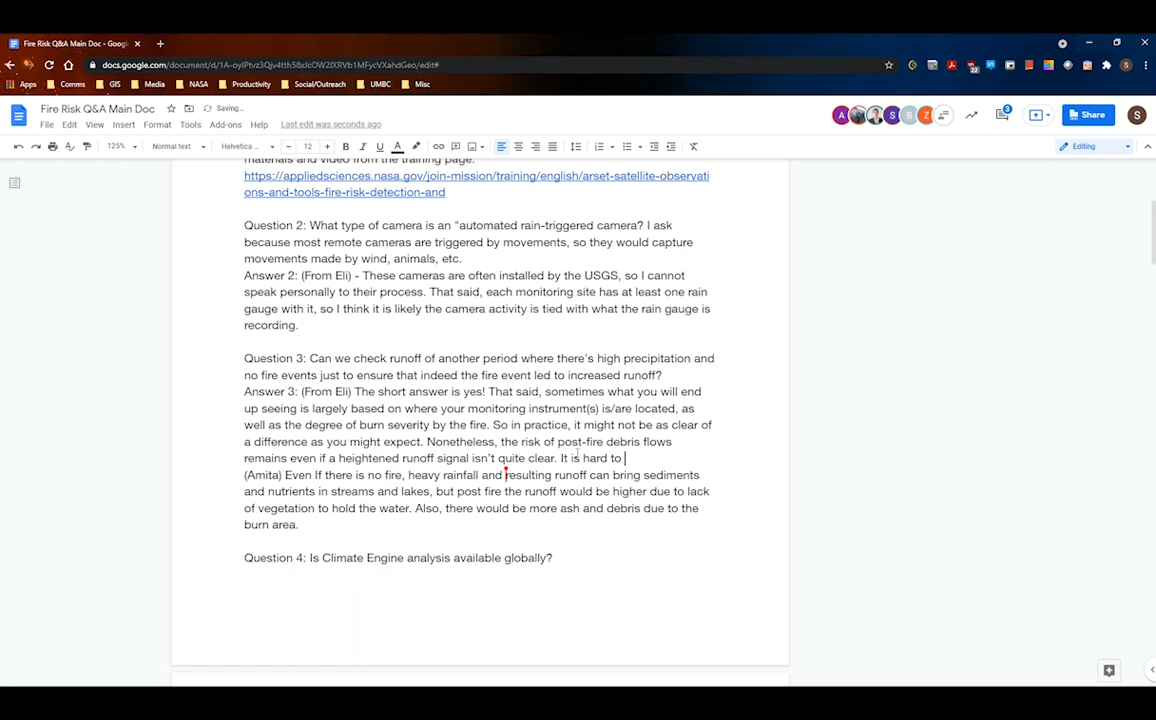 Fire Risk Q&A Main Doc - Googl
docs.google.com/document/d/
Apps Comms GIS Media NASA Productivity Social/Outreach UMBC Misc
22
Fire Risk Q&A Main Doc Saving...
File Edit View Insert Format Tools Add-ons Help Last edit was seconds ago
A S B Z 3 Share S
125% Normal text Helvetica ... 12 B I U A Editing
materials and video from the training page.
https://appliedsciences.nasa.gov/join-mission/training/english/arset-satellite-observati
ons-and-tools-fire-risk-detection-and
Question 2: What type of camera is an "automated rain-triggered camera? I ask
because most remote cameras are triggered by movements, so they would capture
movements made by wind, animals, etc.
Answer 2: (From Eli) - These cameras are often installed by the USGS, so I cannot
speak personally to their process. That said, each monitoring site has at least one rain
gauge with it, so I think it is likely the camera activity is tied with what the rain gauge is
recording.
Question 3: Can we check runoff of another period where there's high precipitation and
no fire events just to ensure that indeed the fire event led to increased runoff?
Answer 3: (From Eli) The short answer is yes! That said, sometimes what you will end
up seeing is largely based on where your monitoring instrument(s) is/are located, as
well as the degree of burn severity by the fire. So in practice, it might not be as clear of
a difference as you might expect. Nonetheless, the risk of post-fire debris flows
remains even if a heightened runoff signal isn't quite clear. It is hard to
(Amita) Even If there is no fire, heavy rainfall and resulting runoff can bring sediments
and nutrients in streams and lakes, but post fire the runoff would be higher due to lack
of vegetation to hold the water. Also, there would be more ash and debris due to the
burn area.
Question 4: Is Climate Engine analysis available globally?